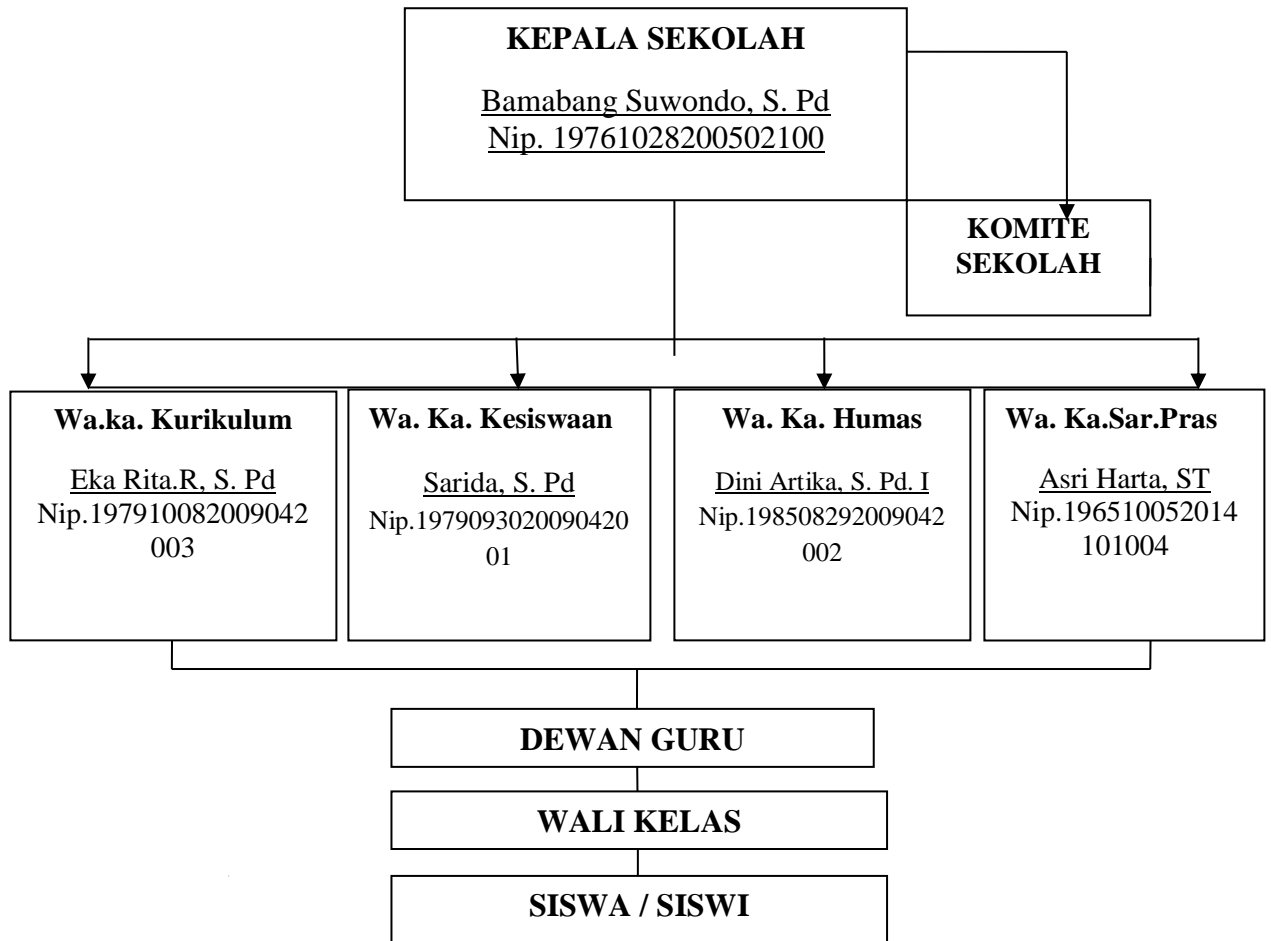 KEPALA SEKOLAH
Bamabang Suwondo, S. Pd
Nip. 19761028200502100
KOMITE
SEKOLAH
Wa.ka. Kurikulum
Eka Rita.R, S. Pd
Nip.197910082009042
003
Wa. Ka. Kesiswaan
Sarida, S. Pd
Nip.1979093020090420
01
Wa. Ka. Humas
Dini Artika, S. Pd. I
Nip.198508292009042
002
Wa. Ka.Sar.Pras
Asri Harta, ST
Nip.196510052014
101004
DEWAN GURU
WALI KELAS
SISWA / SISWI